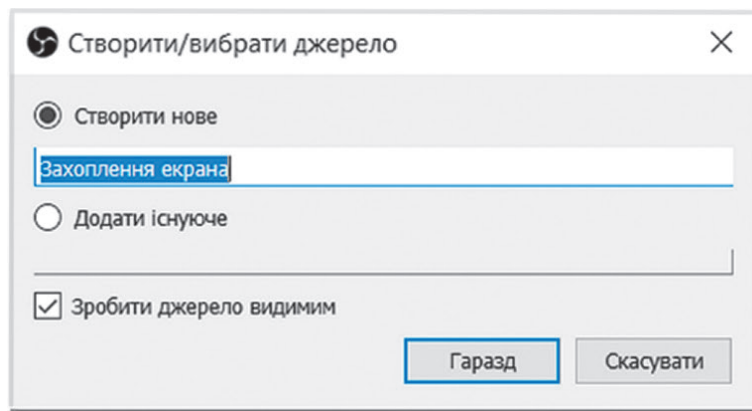 Створити/вибрати джерело
Створити нове
Захоплення екрана
Додати існуюче
Зробити джерело видимим
Гаразд Скасувати